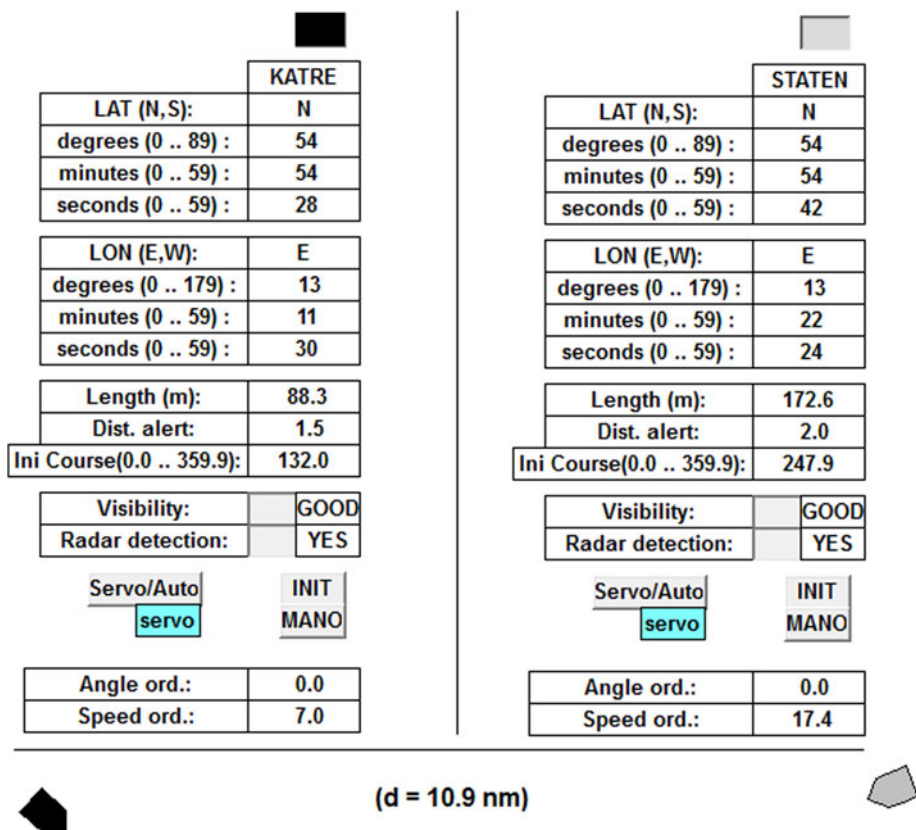 KATRE
LAT (N,S): N
degrees (0 .. 89) : 54
minutes (0 .. 59) : 54
seconds (0 .. 59) : 28
LON (E,W): E
degrees (0 .. 179) : 13
minutes (0 .. 59) : 11
seconds (0 .. 59) : 30
Length (m): 88.3
Dist. alert: 1.5
Ini Course(0.0 .. 359.9): 132.0
Visibility: GOOD
Radar detection: YES
Servo/Auto INIT
servo MANO
Angle ord.: 0.0
Speed ord.: 7.0
STATEN
LAT (N,S): N
degrees (0 .. 89) : 54
minutes (0 .. 59) : 54
seconds (0 .. 59) : 42
LON (E,W): E
degrees (0 .. 179) : 13
minutes (0 .. 59) : 22
seconds (0 .. 59) : 24
Length (m): 172.6
Dist. alert: 2.0
Ini Course(0.0 .. 359.9): 247.9
Visibility: GOOD
Radar detection: YES
Servo/Auto INIT
servo MANO
Angle ord.: 0.0
Speed ord.: 17.4
(d = 10.9 nm)